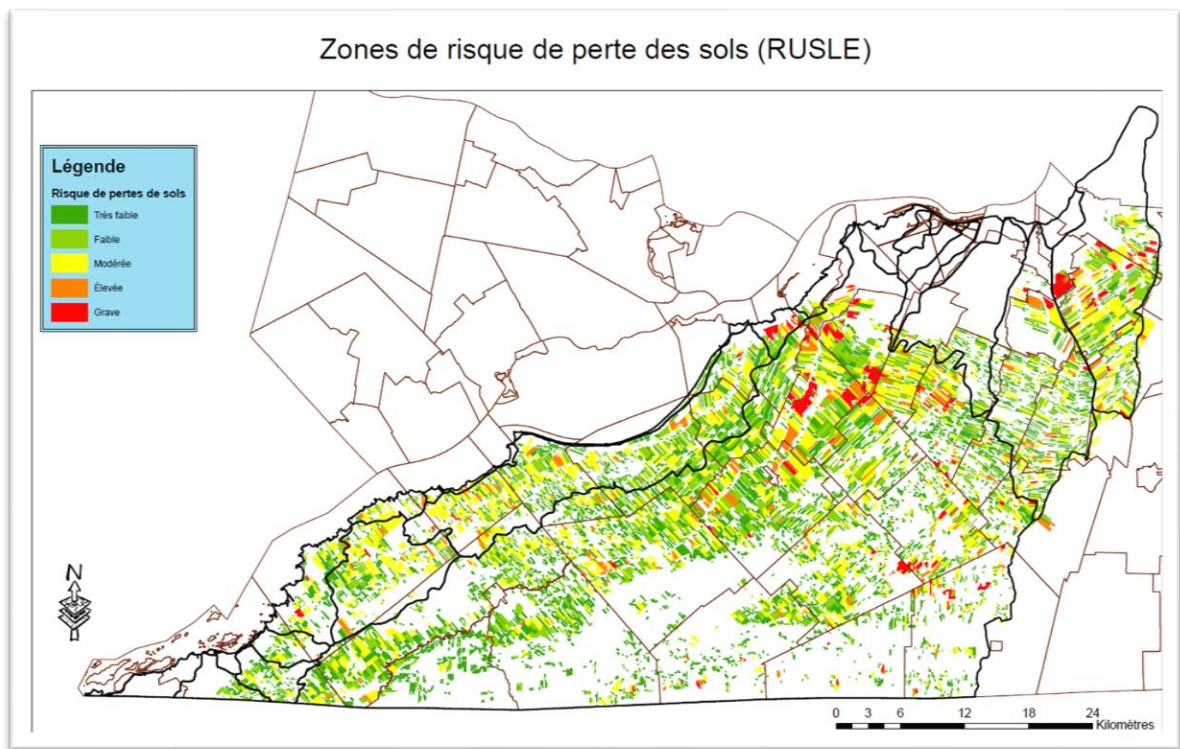 Zones de risque de perte des sols (RUSLE)
Légende
Risque de pertes de sols
Très faible
Faible
Modérée
Élevée
Grave
N
0 3 6 12 18 24
Kilomètres